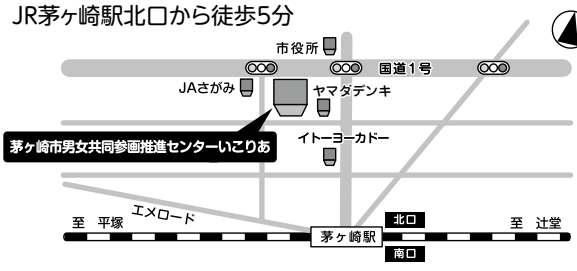 JR茅ヶ崎駅北口から徒歩5分
市役所
国道1号
JAさがみ
ヤマダデンキ
茅ヶ崎市男女共同参画推進センターいこりあ
イトーヨーカドー
エメロード
至 平塚
北口
至 辻堂
茅ヶ崎駅
南口